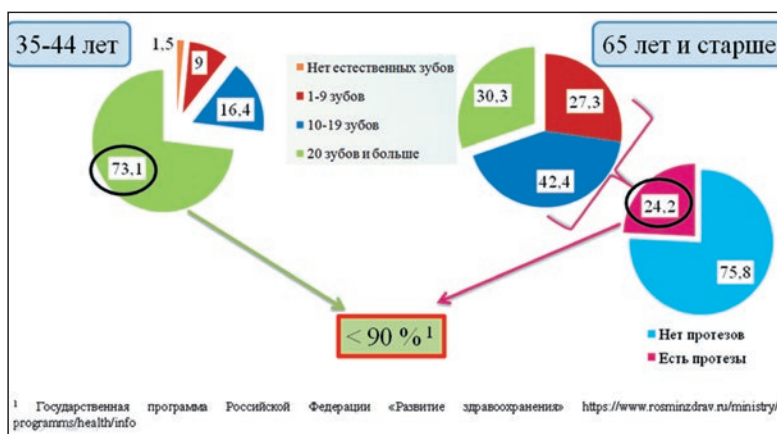 35-44 лет
65 лет и старше
1,5
9
16,4
73,1
Нет естественных зубов
1-9 зубов
10-19 зубов
20 зубов и больше
30,3
27,3
42,4
24,2
75,8
Нет протезов
Есть протезы
< 90 % 1
1 Государственная программа Российской Федерации «Развитие здравоохранения» https://www.rosminzdrav.ru/ministry/
programms/health/info